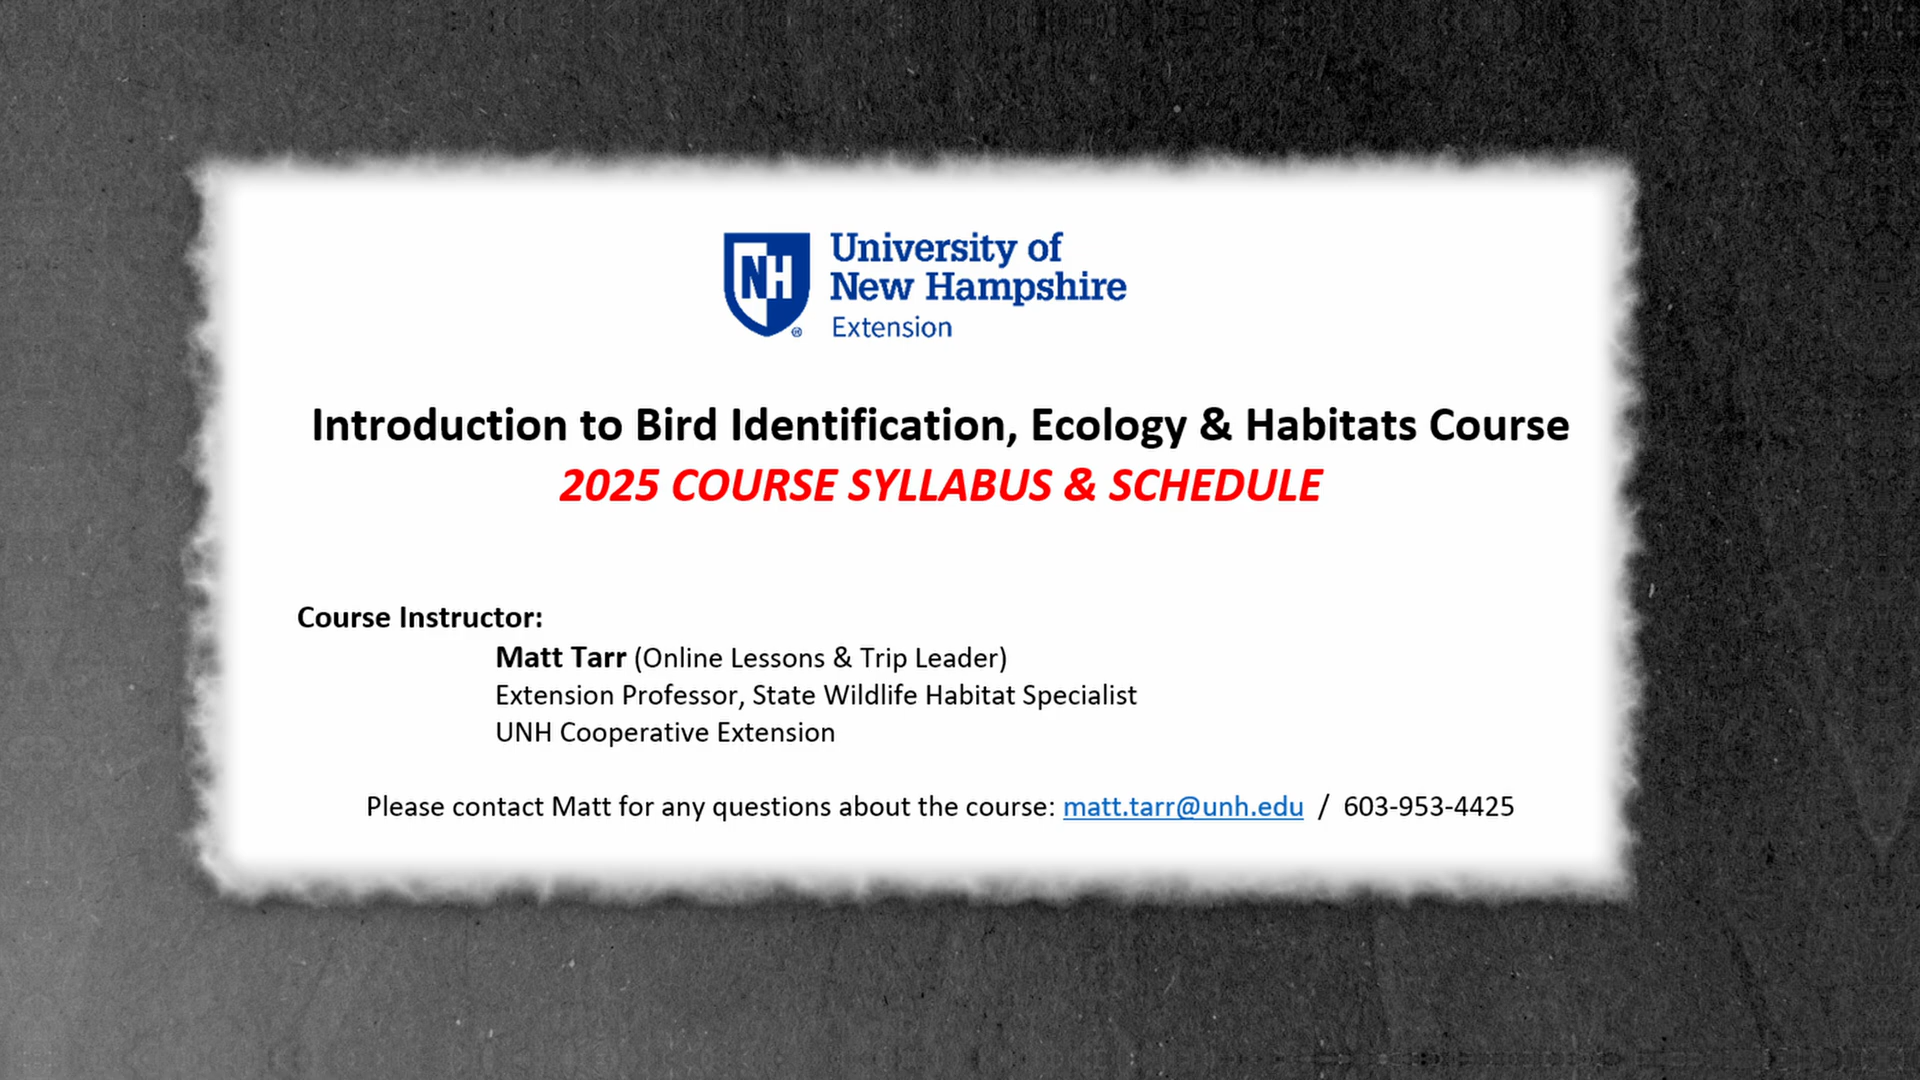 NH
University of
New Hampshire
®
Extension
Introduction to Bird Identification, Ecology & Habitats Course
2025 COURSE SYLLABUS & SCHEDULE
Course Instructor:
Matt Tarr (Online Lessons & Trip Leader)
Extension Professor, State Wildlife Habitat Specialist
UNH Cooperative Extension
Please contact Matt for any questions about the course: matt.tarr@unh.edu / 603-953-4425